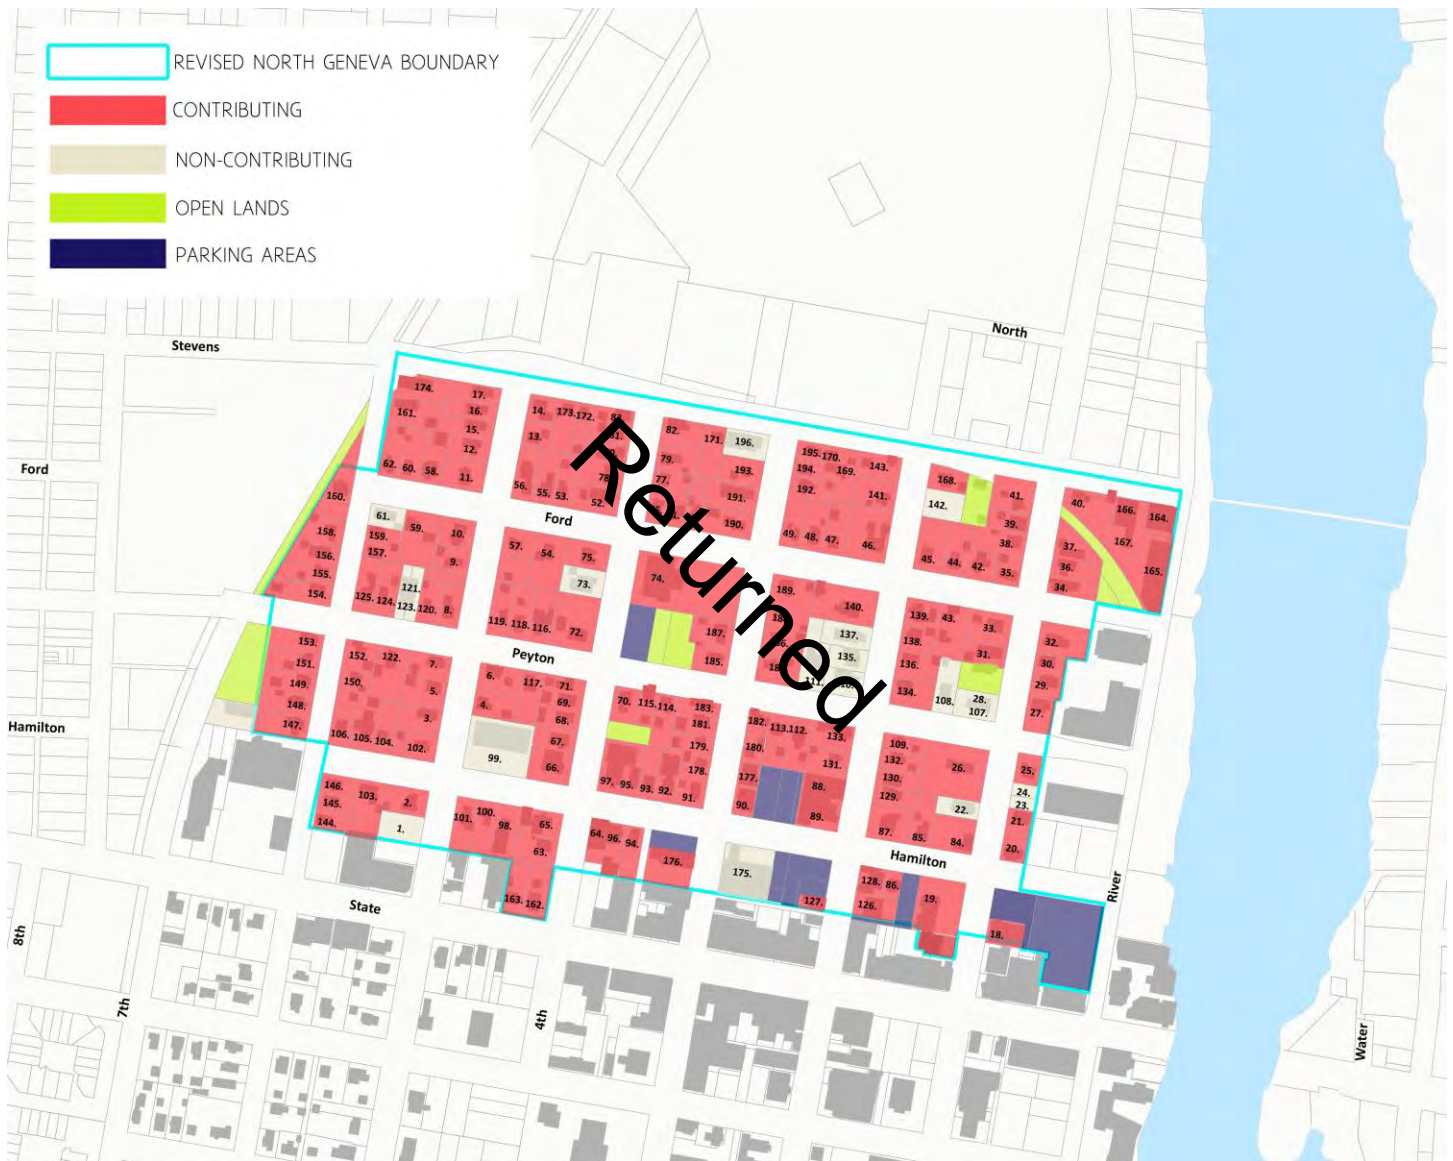 REVISED NORTH GENEVA BOUNDARY
CONTRIBUTING
NON-CONTRIBUTING
OPEN LANDS
PARKING AREAS
North
Stevens
174. 17.
161. 16.
15.
12.
62. 60. 58. 11.
14. 173. 172.
13.
78
56. 55. 53. 52.
82. 171. 196.
79. 193.
77.
191.
190.
195. 170. 143.
194. 169.
192. 141.
49. 48. 47. 46.
168. 41.
142. 39.
38.
45. 44. 42. 35.
40. 166. 164.
167.
37.
36. 165.
34.
Ford
Ford
160.
158.
156.
155.
154.
61. 59. 10.
159.
157. 9.
121.
125. 124. 123. 120. 8.
57. 54. 75.
73.
119. 118. 116. 72.
74.
187.
185.
189. 140.
137.
135.
139. 43. 33.
138. 31.
136.
134. 108. 28.
107.
32.
30.
29.
27.
Returned
Peyton
153.
151.
149.
148.
147.
152. 122. 7.
150. 5.
3.
106. 105. 104. 102.
6. 117. 71.
4. 69.
68.
67.
99. 66.
70. 115. 114. 183.
181.
179.
178.
97. 95. 93. 92. 91.
182. 113. 112. 133.
180. 131.
177. 88.
90. 89.
109.
132. 26.
130.
129. 22.
87. 85. 84.
25.
24.
23.
21.
20.
Hamilton
Hamilton
146. 103. 2.
145.
144. 1.
101. 100. 65.
98.
63.
163. 162.
64. 96. 94.
176.
175.
127.
128. 86. 19.
126.
18.
River
State
8th
7th
4th
Water